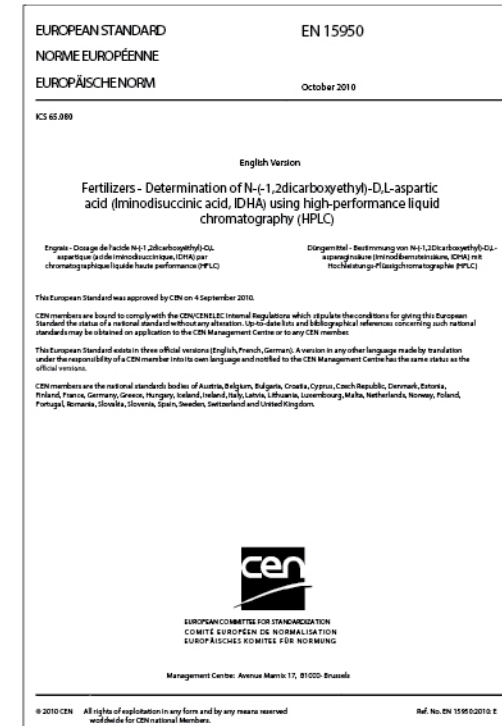 EUROPEAN STANDARD
NORME EUROPÉENNE
EUROPÄISCHE NORM
EN 15950
October 2010
ICS 65.080
English Version
Fertilizers - Determination of N-(-1,2dicarboxyethyl)-D,L-aspartic
acid (Iminodisuccinic acid, IDHA) using high-performance liquid
chromatography (HPLC)
Engrais - Dosage de l'acide N-(-1,2dicarboxyéthyl)-D,L
aspartique (acide iminodisuccinique, IDHA) par
chromatographique liquide haute performance (HPLC)
Düngemittel - Bestimmung von N-(-1,2Dicarboxyethyl)-D,L-
asparaginsäure (Iminodibernsteinsäure, IDHA) mit
Hochleistungs-Flüssigchromatographie (HPLC)
This European Standard was approved by CEN on 4 September 2010.
CEN members are bound to comply with the CEN/CENELEC Internal Regulations which stipulate the conditions for giving this European
Standard the status of a national standard without any alteration. Up-to-date lists and bibliographical references concerning such national
standards may be obtained on application to the CEN Management Centre or to any CEN member.
This European Standard exists in three official versions (English, French, German). A version in any other language made by translation
under the responsibility of a CEN member into its own language and notified to the CEN Management Centre has the same status as the
official versions.
CEN members are the national standards bodies of Austria, Belgium, Bulgaria, Croatia, Cyprus, Czech Republic, Denmark, Estonia,
Finland, France, Germany, Greece, Hungary, Iceland, Ireland, Italy, Latvia, Lithuania, Luxembourg, Malta, Netherlands, Norway, Poland,
Portugal, Romania, Slovakia, Slovenia, Spain, Sweden, Switzerland and United Kingdom.
cen
EUROPEAN COMMITTEE FOR STANDARDIZATION
COMITÉ EUROPÉEN DE NORMALISATION
EUROPÄISCHES KOMITEE FÜR NORMUNG
Management Centre: Avenue Marnix 17, B1000- Brussels
© 2010 CEN All rights of exploitation in any form and by any means reserved
worldwide for CEN national Members.
Ref. No. EN 15950:2010: E